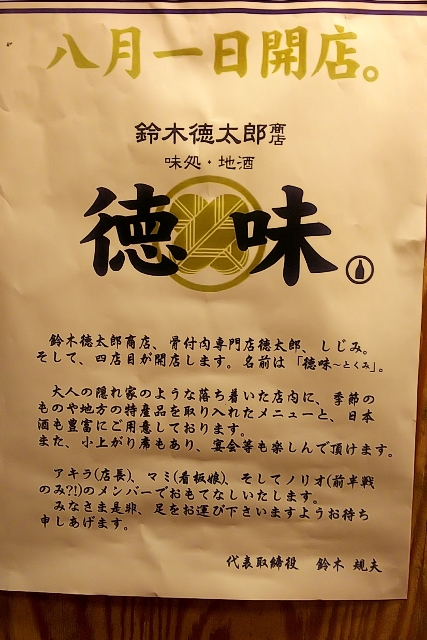 八月一日開店。
鈴木徳太郎商店
味処・地酒
徳味。
鈴木徳太郎商店、骨付肉専門店徳太郎、しじみ。
そして、四店目が開店します。名前は「徳味～とくみ」。
大人の隠れ家のような落ち着いた店内に、季節の
ものや地方の特産品を取り入れたメニューと、日本
酒も豊富にご用意しております。
また、小上がり席もあり、宴会等も楽しんで頂けます。
アキラ(店長)、マミ(看板娘)、そしてノリオ(前半戦
のみ?!)のメンバーでおもてなしいたします。
みなさま是非、足をお運び下さいますようお待ち
申しあげます。
代表取締役 鈴木 規夫